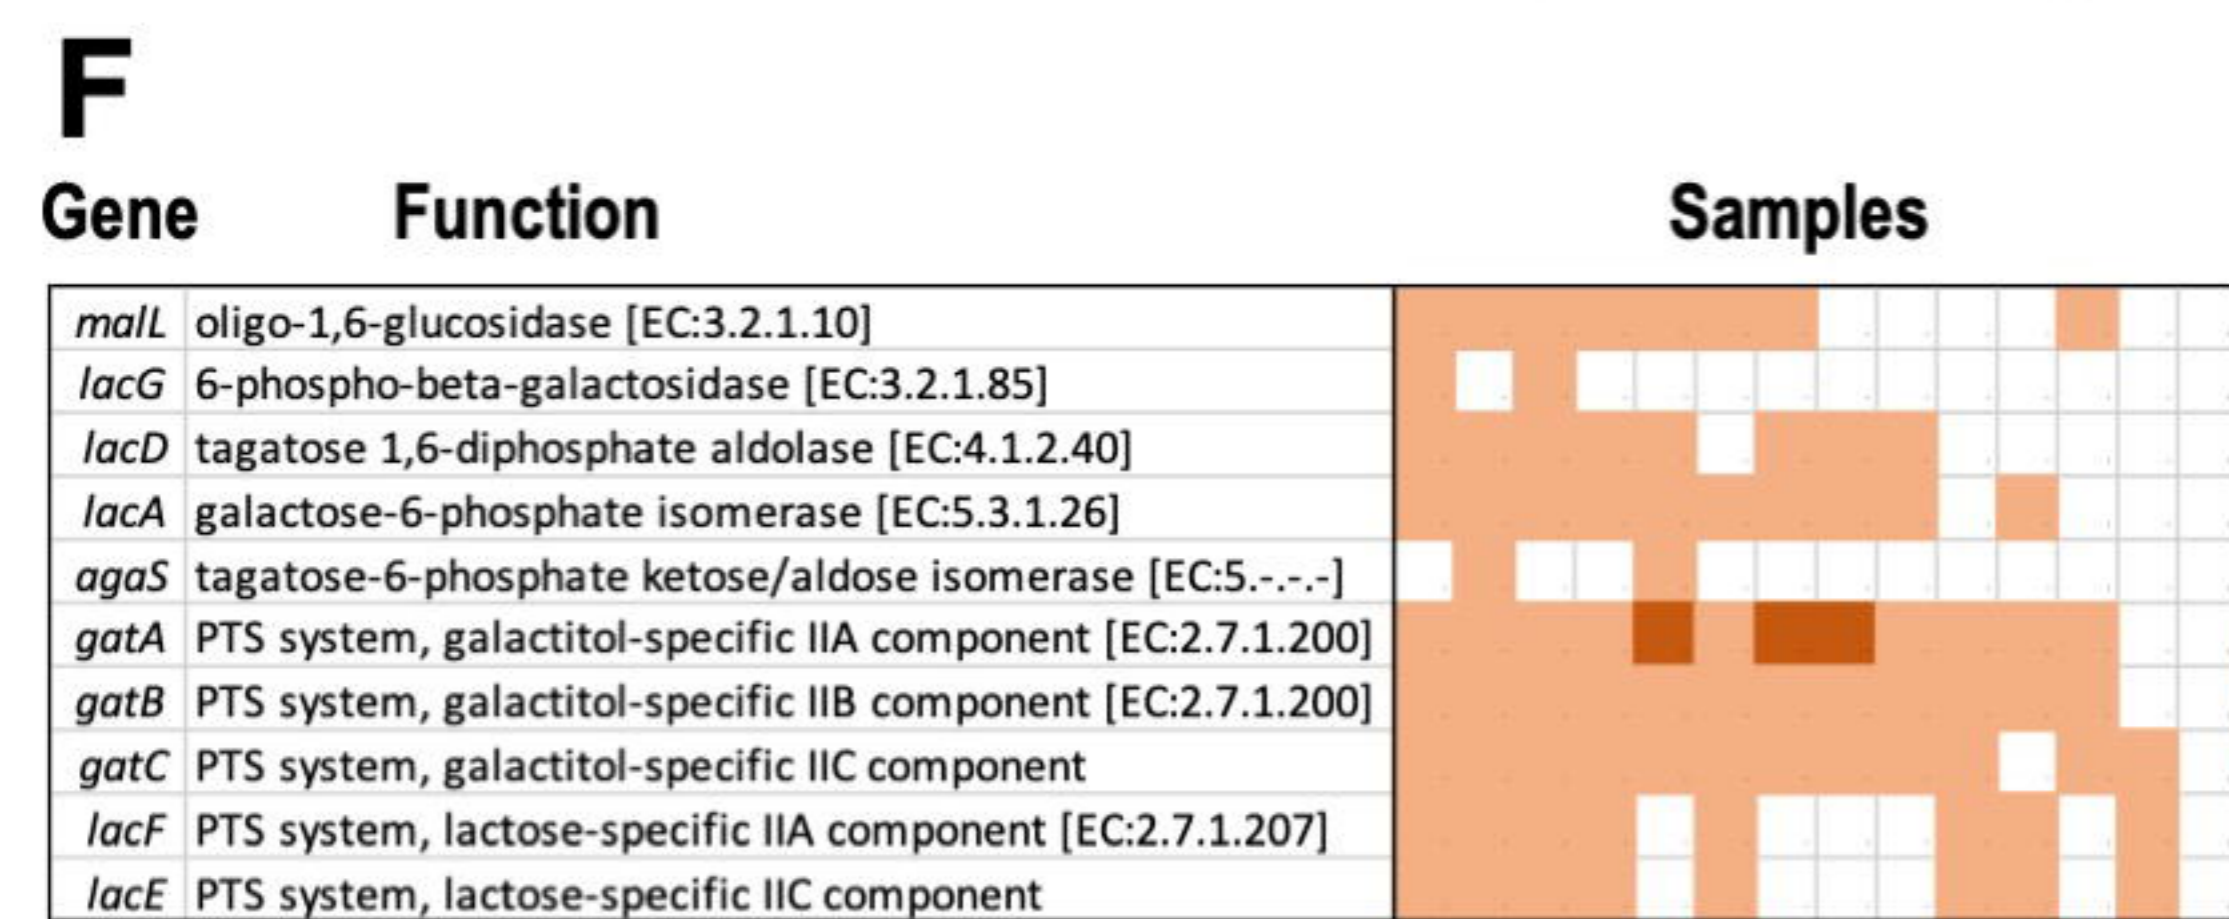 F
Gene Function Samples
malL oligo-1,6-glucosidase [EC:3.2.1.10]
lacG 6-phospho-beta-galactosidase [EC:3.2.1.85]
lacD tagatose 1,6-diphosphate aldolase [EC:4.1.2.40]
lacA galactose-6-phosphate isomerase [EC:5.3.1.26]
agaS tagatose-6-phosphate ketose/aldose isomerase [EC:5.-.-.-]
gatA PTS system, galactitol-specific IIA component [EC:2.7.1.200]
gatB PTS system, galactitol-specific IIB component [EC:2.7.1.200]
gatC PTS system, galactitol-specific IIC component
lacF PTS system, lactose-specific IIA component [EC:2.7.1.207]
lacE PTS system, lactose-specific IIC component